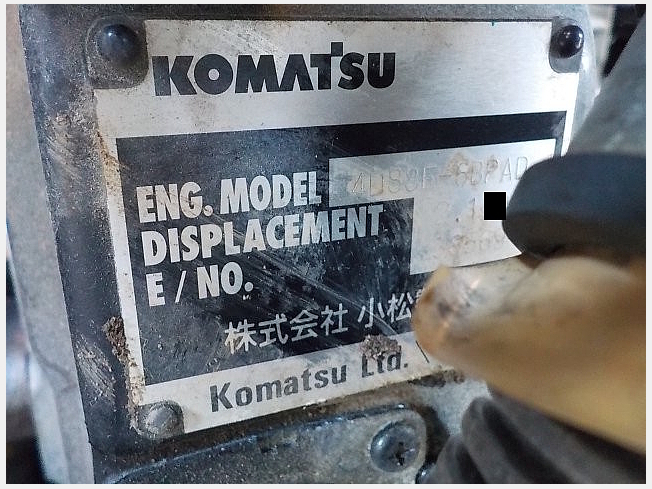 KOMATSU
ENG. MODEL
DISPLACEMENT
E / NO.
株式会社 小松
Komatsu Ltd.